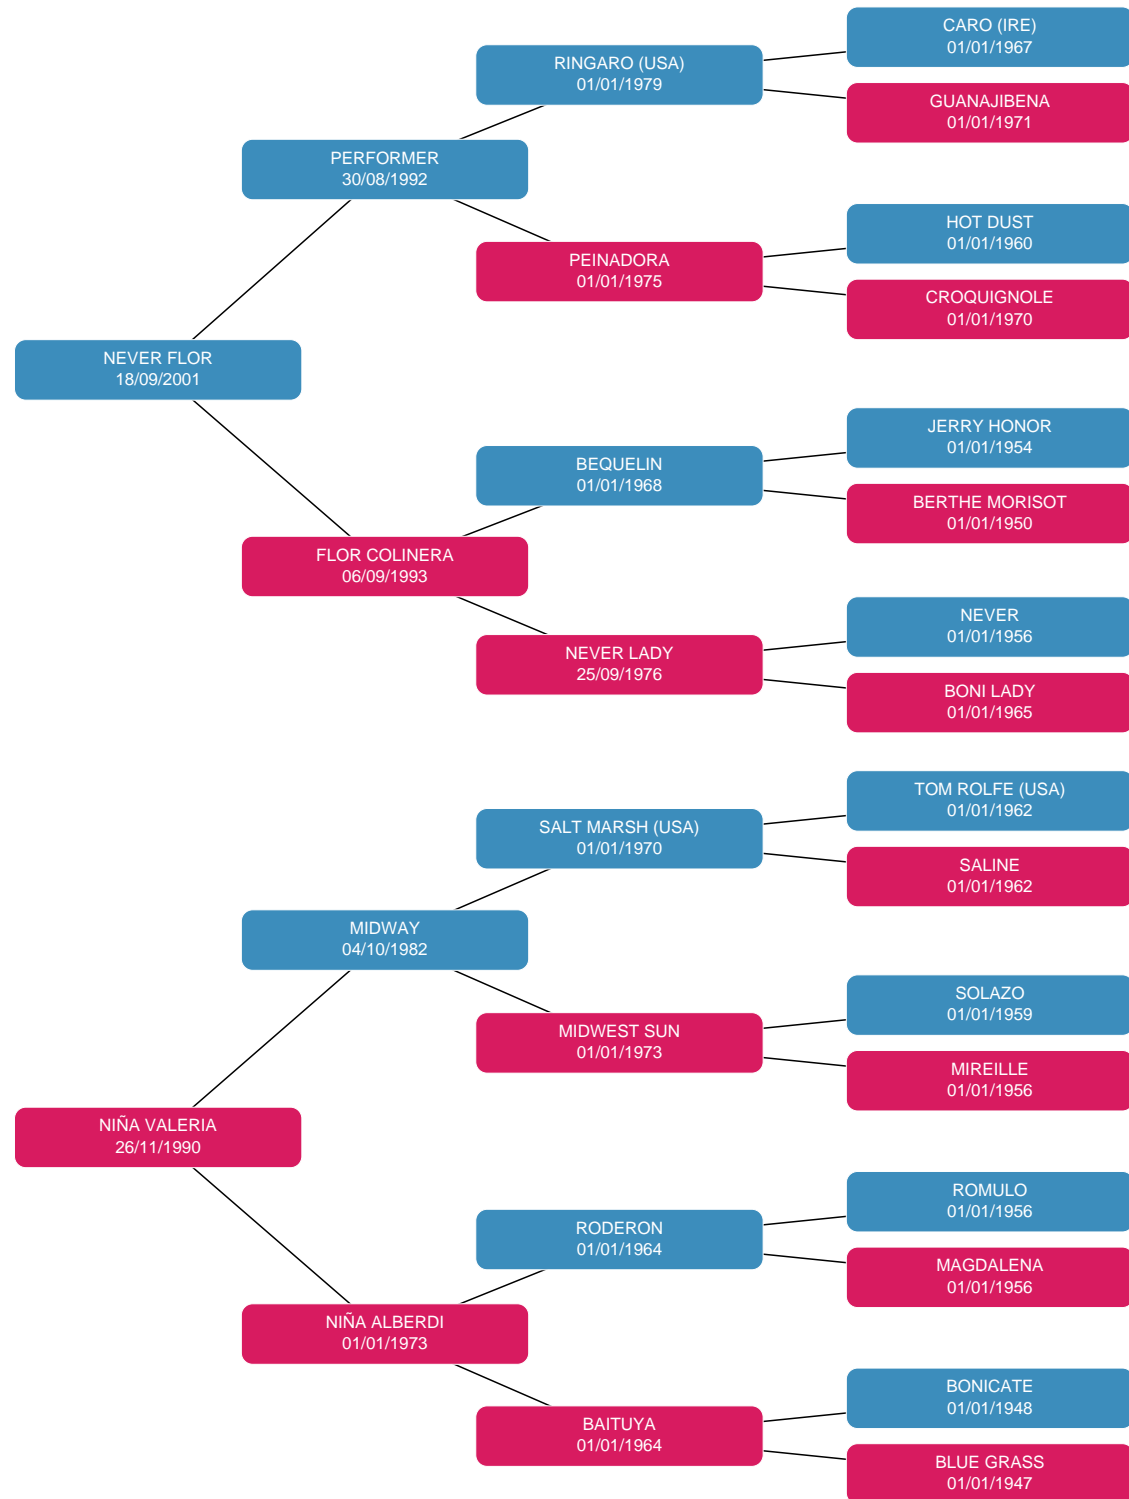 CARO (IRE)
01/01/1967
RINGARO (USA)
01/01/1979
GUANAJIBENA
01/01/1971
PERFORMER
30/08/1992
HOT DUST
01/01/1960
PEINADORA
01/01/1975
CROQUIGNOLE
01/01/1970
NEVER FLOR
18/09/2001
JERRY HONOR
01/01/1954
BEQUELIN
01/01/1968
BERTHE MORISOT
01/01/1950
FLOR COLINERA
06/09/1993
NEVER
01/01/1956
NEVER LADY
25/09/1976
BONI LADY
01/01/1965
TOM ROLFE (USA)
01/01/1962
SALT MARSH (USA)
01/01/1970
SALINE
01/01/1962
MIDWAY
04/10/1982
SOLAZO
01/01/1959
MIDWEST SUN
01/01/1973
MIREILLE
01/01/1956
NIÑA VALERIA
26/11/1990
ROMULO
01/01/1956
RODERON
01/01/1964
MAGDALENA
01/01/1956
NIÑA ALBERDI
01/01/1973
BONICATE
01/01/1948
BAITUYA
01/01/1964
BLUE GRASS
01/01/1947